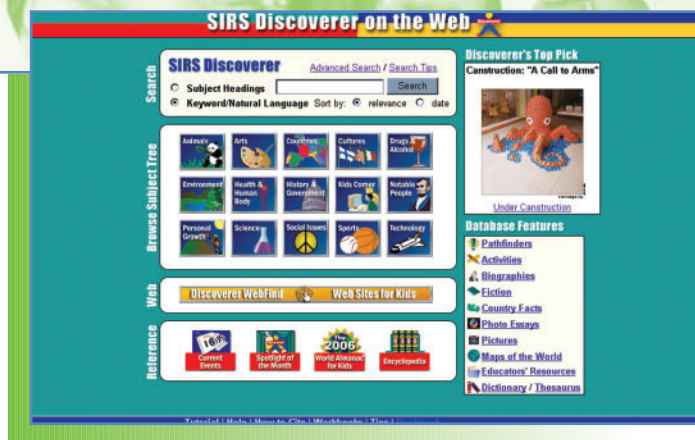 SIRS Discoverer on the Web
Search
SIRS Discoverer
Advanced Search / Search Tips
Subject Headings
Search
Keyword/Natural Language Sort by: relevance date
Browse Subject Tree
Animals
Arts
Countries
Cultures
Drugs & Alcohol
Environment
Health & Human Body
History & Government
Kids Corner
Notable People
Personal Growth
Science
Social Issues
Sports
Technology
Web
Discoverer WebFind Web Sites for Kids
Reference
Current Events
Spotlight of the Month
The 2006 World Almanac for Kids
Encyclopedia
Discoverer's Top Pick
Canstruction: "A Call to Arms"
Under Canstruction
Database Features
Pathfinders
Activities
Biographies
Fiction
Country Facts
Photo Essays
Pictures
Maps of the World
Educators' Resources
Dictionary / Thesaurus
Tutorial | Help | How to Cite | Workbooks | Tips |